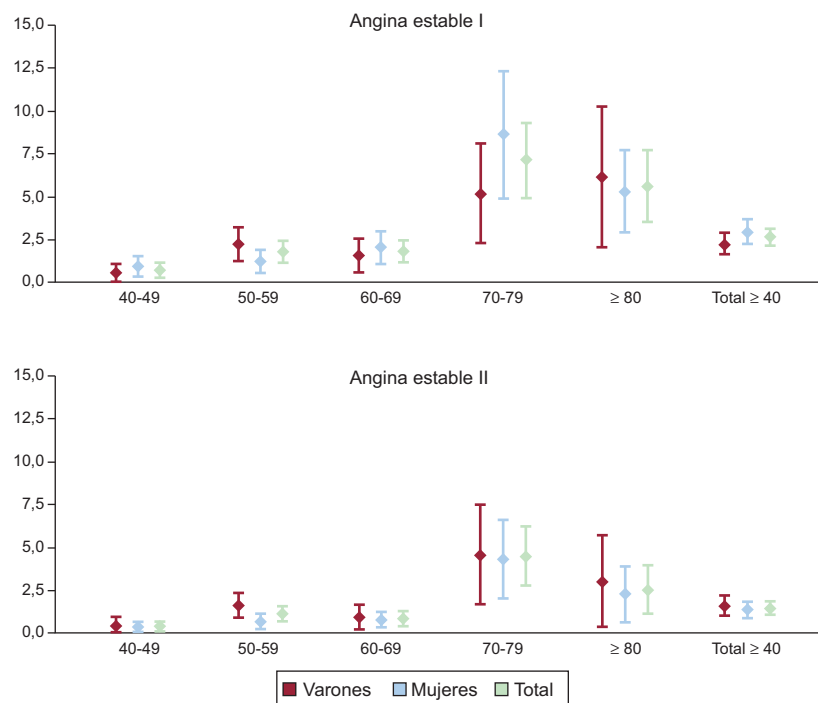 Angina estable I
15,0
12,5
10,0
7,5
5,0
2,5
0,0
40-49 50-59 60-69 70-79 ≥ 80 Total ≥ 40
Angina estable II
15,0
12,5
10,0
7,5
5,0
2,5
0,0
40-49 50-59 60-69 70-79 ≥ 80 Total ≥ 40
Varones Mujeres Total